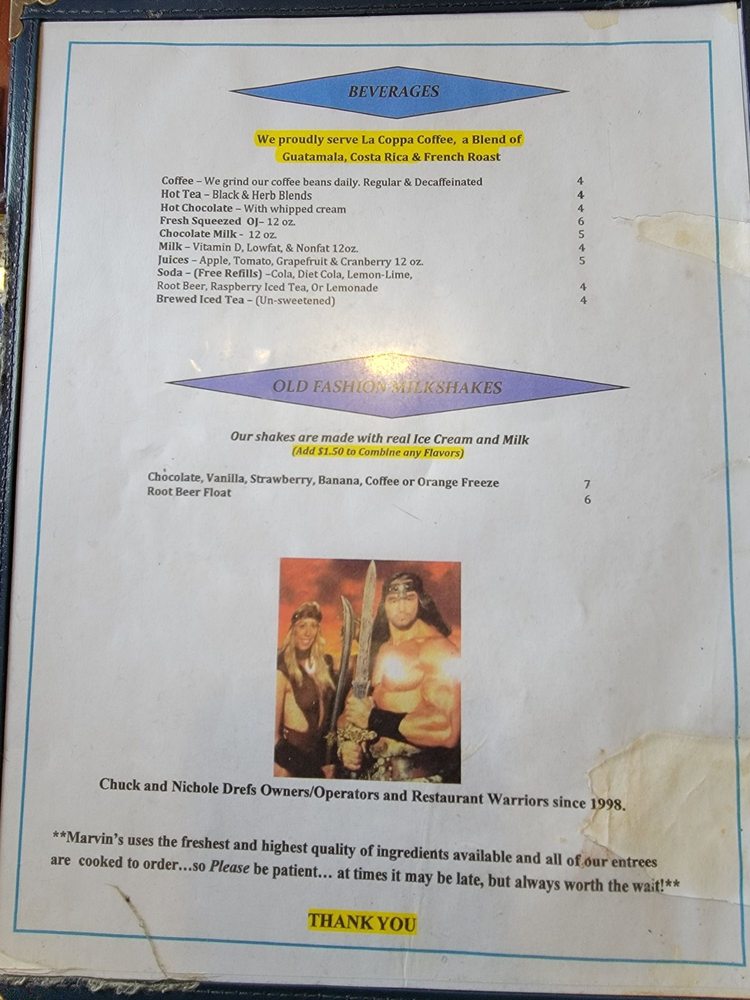 BEVERAGES
We proudly serve La Coppa Coffee, a Blend of
Guatamala, Costa Rica & French Roast
Coffee – We grind our coffee beans daily. Regular & Decaffeinated 4
Hot Tea – Black & Herb Blends 4
Hot Chocolate – With whipped cream 4
Fresh Squeezed OJ– 12 oz. 6
Chocolate Milk - 12 oz. 5
Milk – Vitamin D, Lowfat, & Nonfat 12oz. 4
Juices – Apple, Tomato, Grapefruit & Cranberry 12 oz. 5
Soda – (Free Refills) –Cola, Diet Cola, Lemon-Lime,
Root Beer, Raspberry Iced Tea, Or Lemonade 4
Brewed Iced Tea – (Un-sweetened) 4
OLD FASHION MILKSHAKES
Our shakes are made with real Ice Cream and Milk
(Add $1.50 to Combine any Flavors)
Chocolate, Vanilla, Strawberry, Banana, Coffee or Orange Freeze 7
Root Beer Float 6
Chuck and Nichole Drefs Owners/Operators and Restaurant Warriors since 1998.
**Marvin's uses the freshest and highest quality of ingredients available and all of our entrees
are cooked to order...so Please be patient... at times it may be late, but always worth the wait!**
THANK YOU